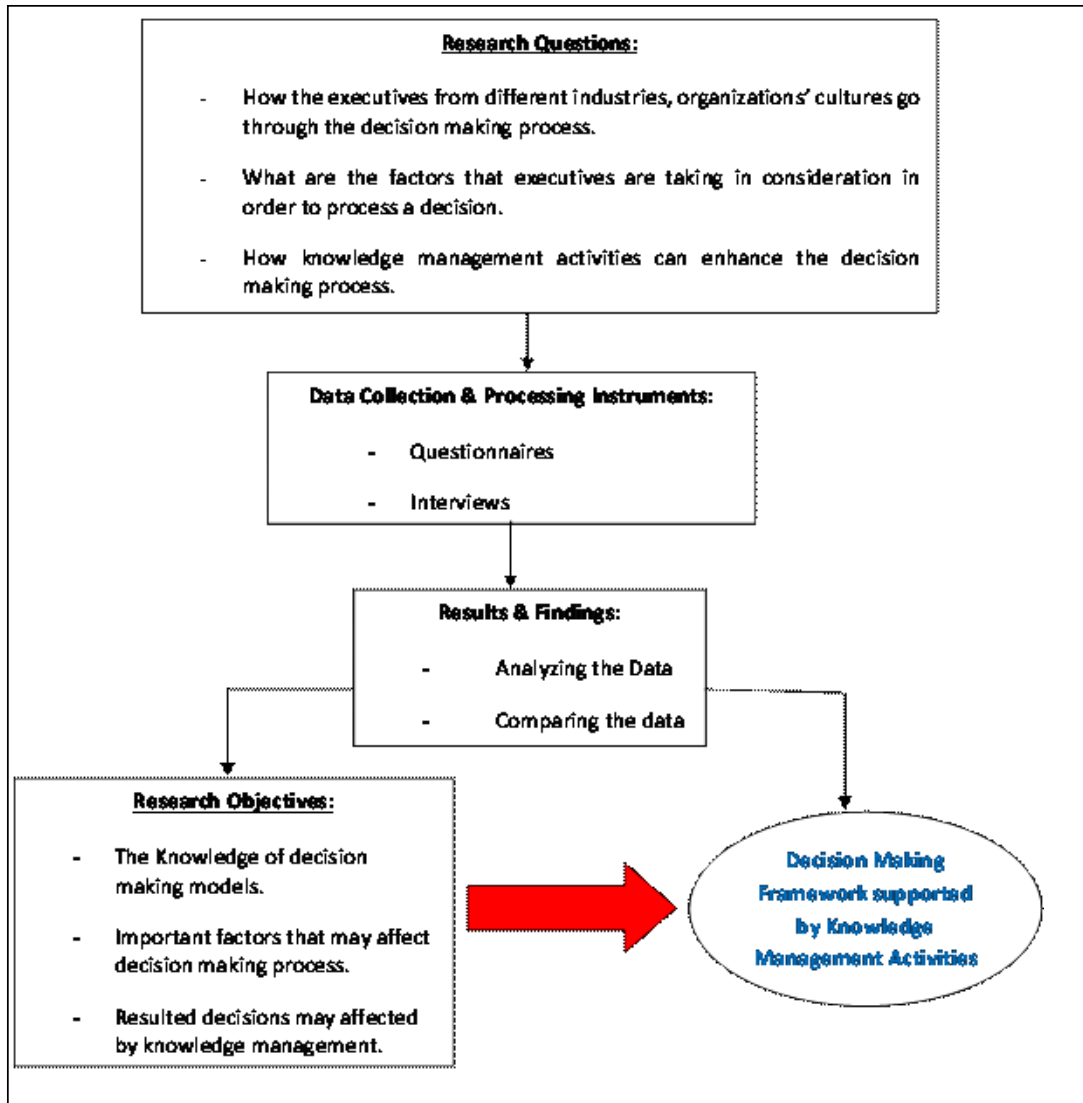 Research Questions:
- How the executives from different industries, organizations' cultures go
through the decision making process.
- What are the factors that executives are taking in consideration in
order to process a decision.
- How knowledge management activities can enhance the decision
making process.
Data Collection & Processing Instruments:
- Questionnaires
- Interviews
Results & Findings:
- Analyzing the Data
- Comparing the data
Research Objectives:
- The Knowledge of decision
making models.
- Important factors that may affect
decision making process.
- Resulted decisions may affected
by knowledge management.
Decision Making
Framework supported
by Knowledge
Management Activities